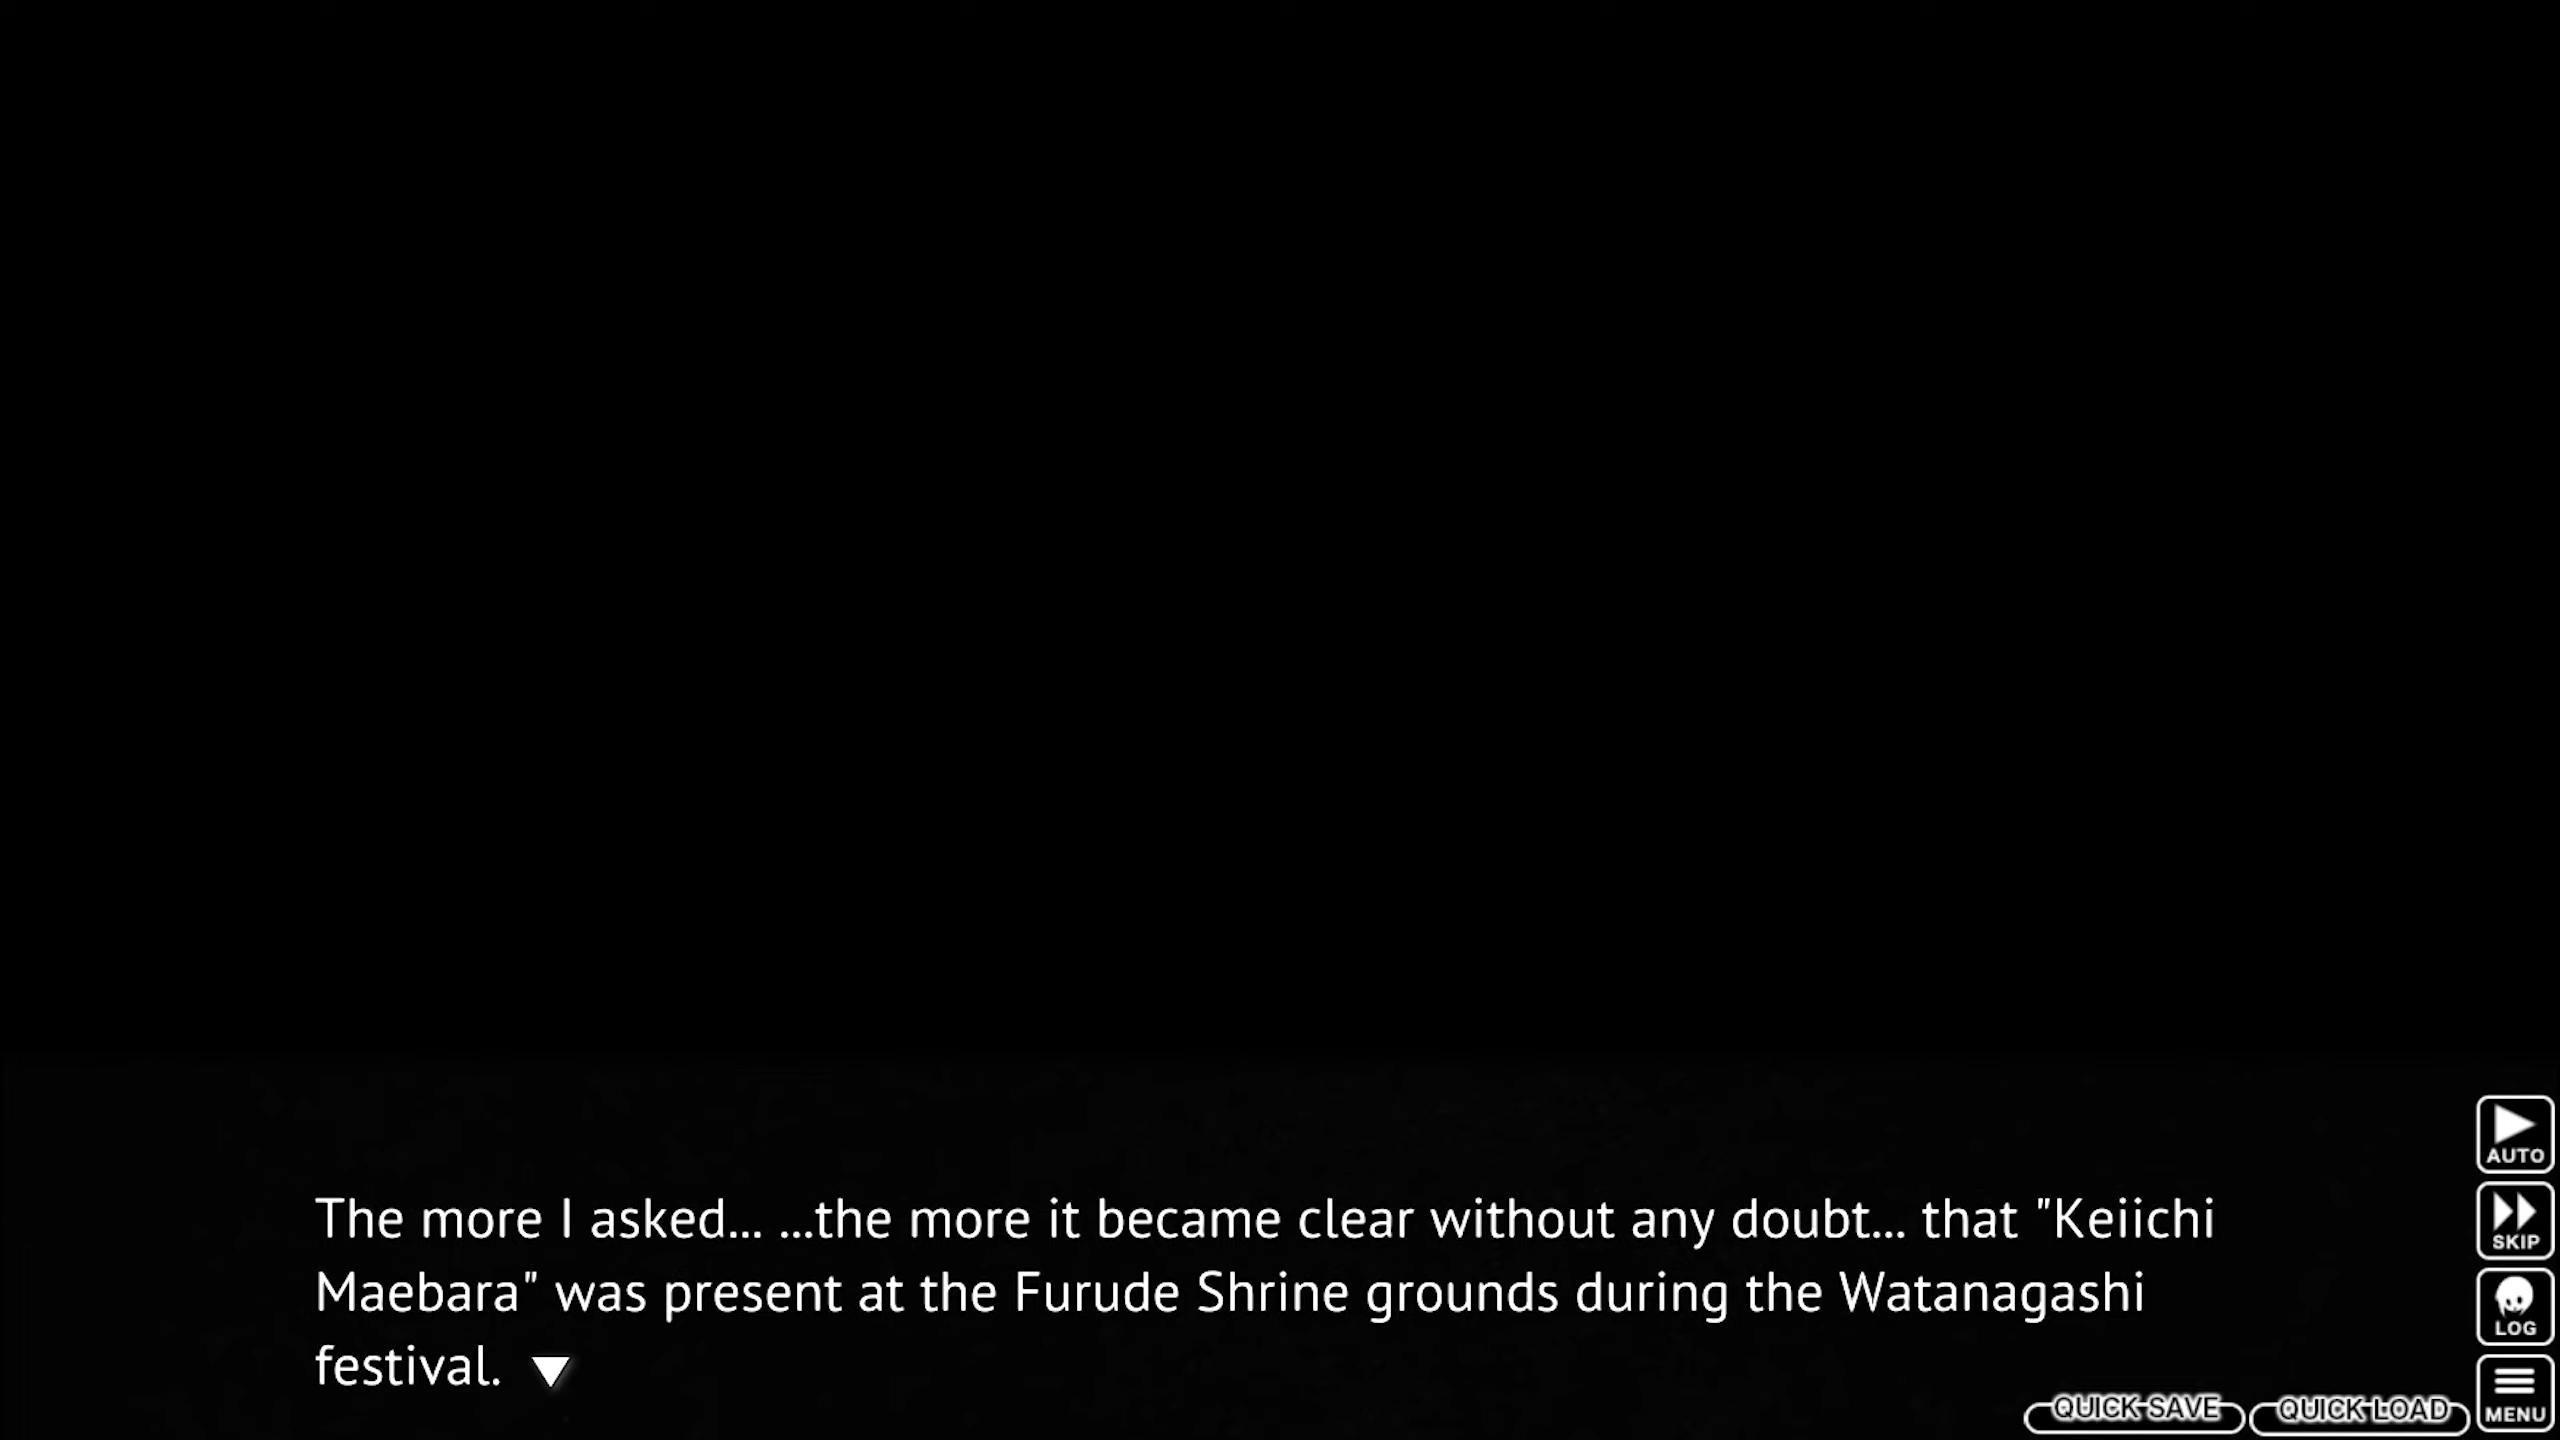 The more I asked... ...the more it became clear without any doubt... that "Keiichi
Maebara" was present at the Furude Shrine grounds during the Watanagashi
festival.
AUTO
SKIP
LOG
MENU
QUICK SAVE QUICK LOAD